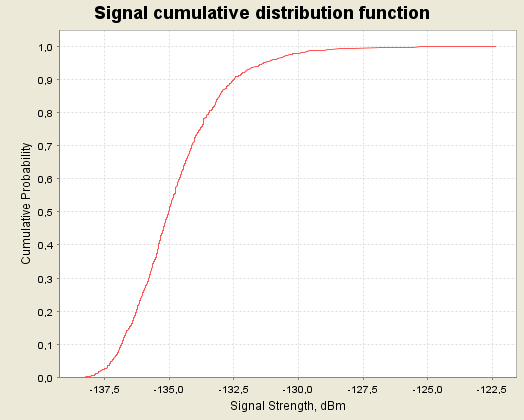 Signal cumulative distribution function
Cumulative Probability
1,0
0,9
0,8
0,7
0,6
0,5
0,4
0,3
0,2
0,1
0,0
-137,5 -135,0 -132,5 -130,0 -127,5 -125,0 -122,5
Signal Strength, dBm